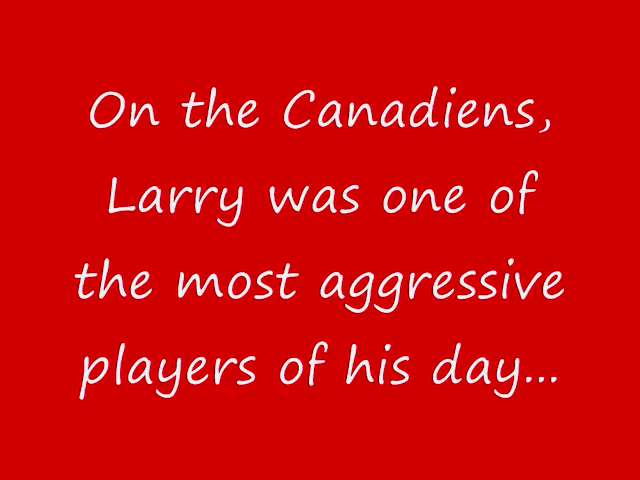 On the Canadiens,
Larry was one of
the most aggressive
players of his day...